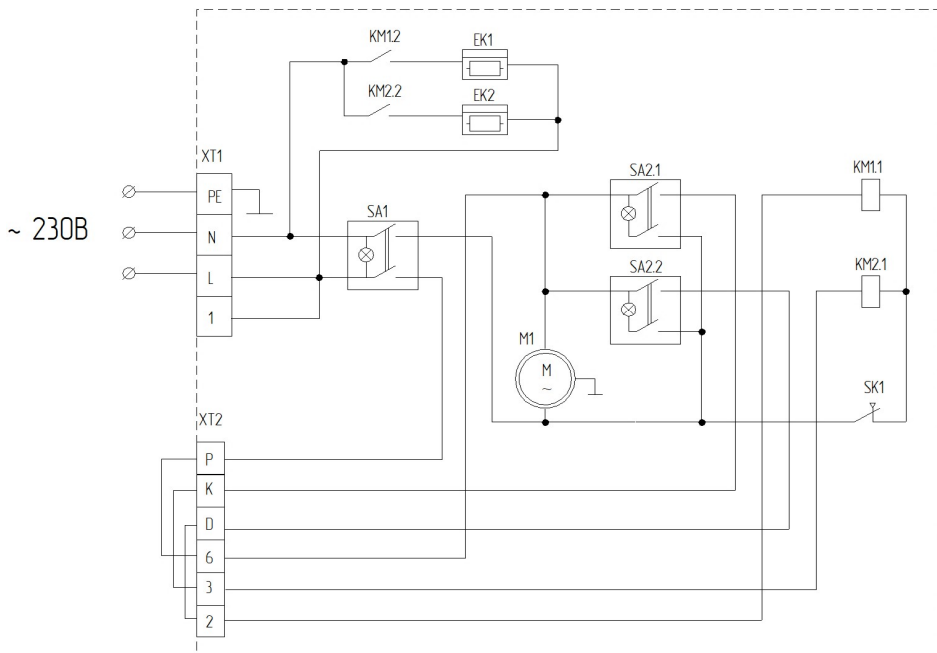 KM1.2
EK1
KM2.2
EK2
XT1
PE
N
L
1
~ 230В
SA1
SA2.1
SA2.2
KM1.1
KM2.1
M1
M
~
SK1
XT2
P
K
D
6
3
2